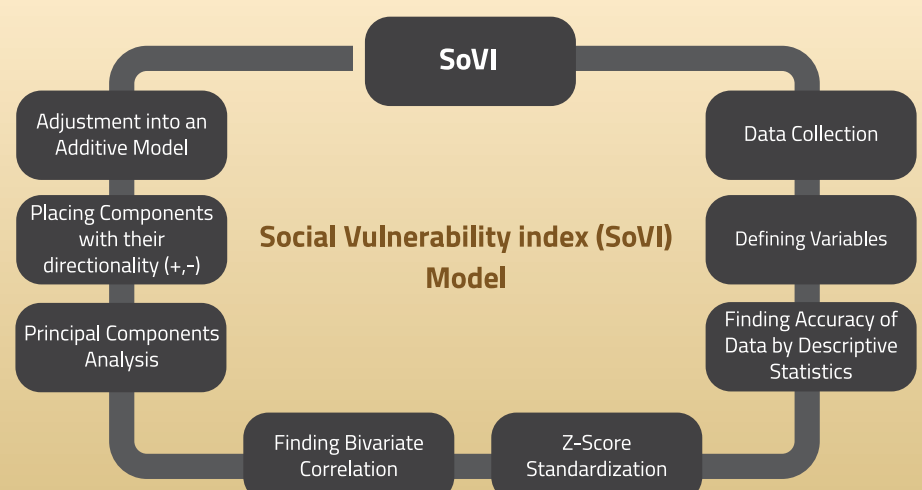 SoVI
Adjustment into an
Additive Model
Data Collection
Placing Components
with their
directionality (+,-)
Social Vulnerability index (SoVI)
Model
Defining Variables
Principal Components
Analysis
Finding Accuracy of
Data by Descriptive
Statistics
Finding Bivariate
Correlation
Z-Score
Standardization